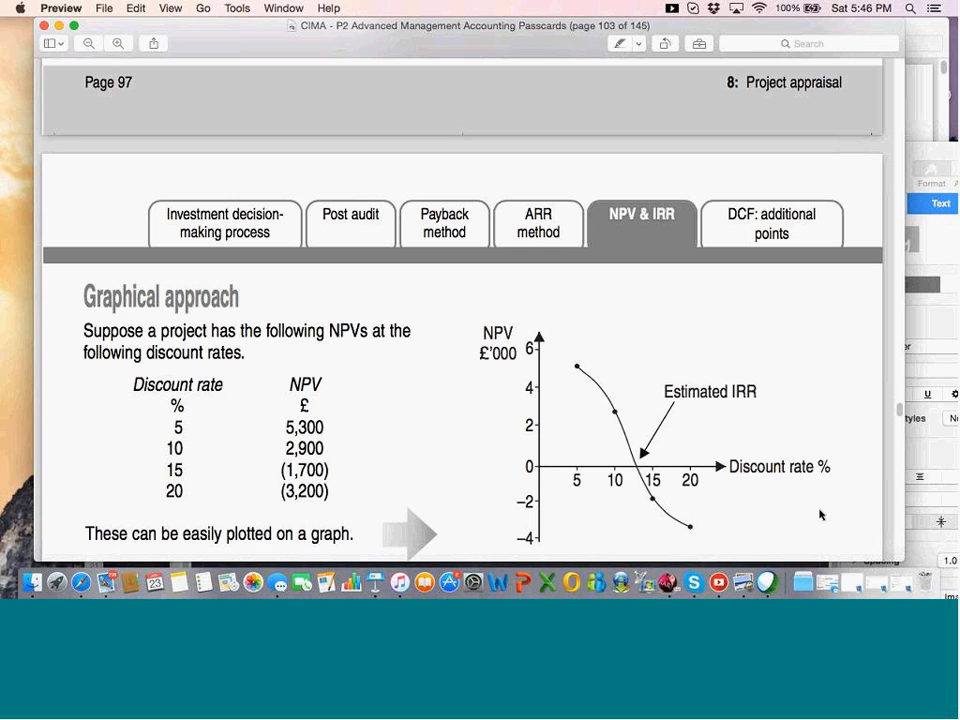 Preview File Edit View Go Tools Window Help
100% Sat 5:46 PM
CIMA - P2 Advanced Management Accounting Passcards (page 103 of 145)
Search
Page 97
8: Project appraisal
Investment decision-
making process
Post audit
Payback
method
ARR
method
NPV & IRR
DCF: additional
points
Graphical approach
Suppose a project has the following NPVs at the
following discount rates.
Discount rate NPV
% £
5 5,300
10 2,900
15 (1,700)
20 (3,200)
These can be easily plotted on a graph.
NPV
£'000
6
4
2
0
–2
–4
5 10 15 20
Estimated IRR
Discount rate %
Format
Text
U
1.0
23